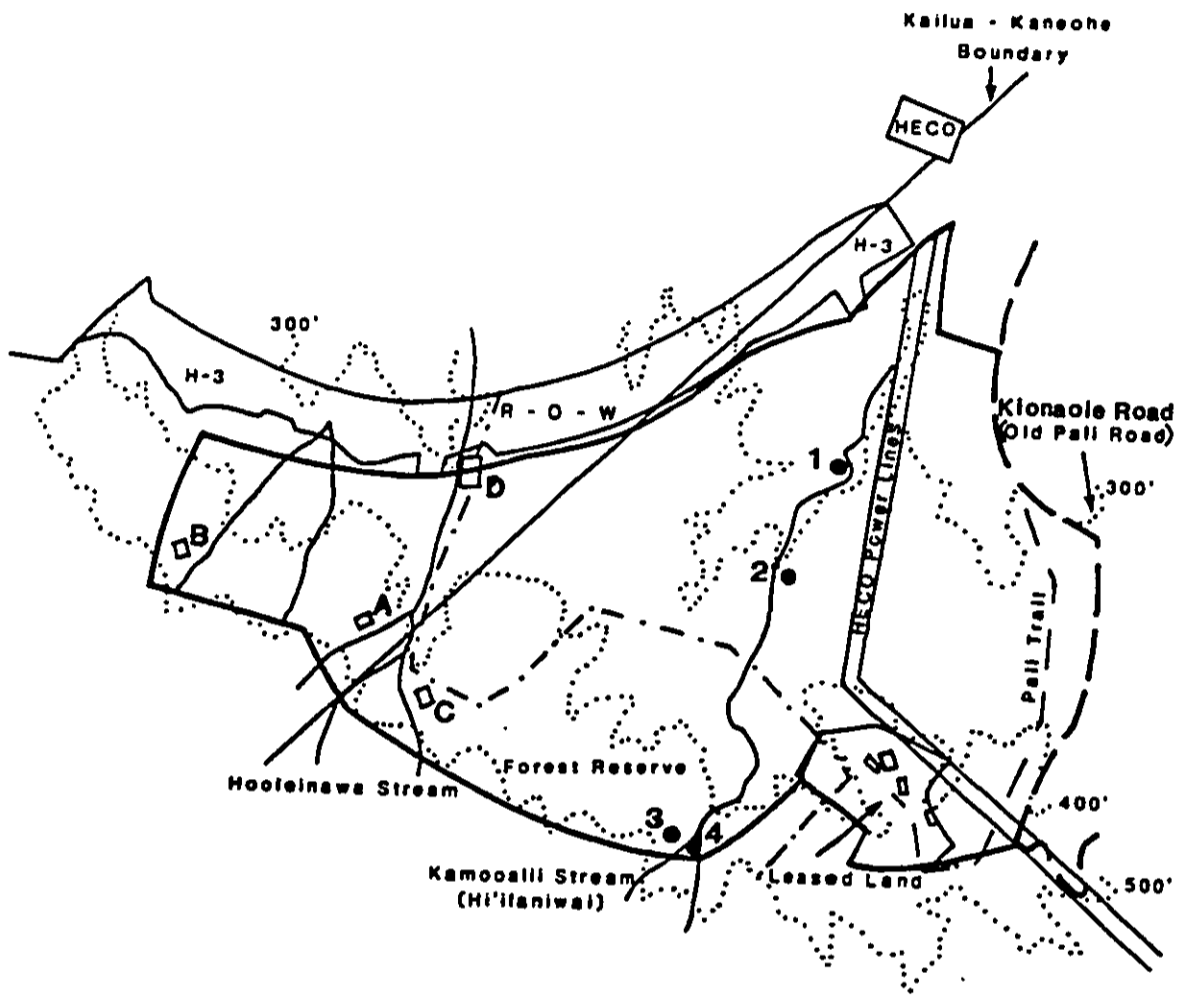 Kailua - Kaneohe
Boundary
HECO
H-3
300'
H-3
R - O - W
Kionaole Road
(Old Pali Road)
1
D
300'
HECO Power Lines
B
2
A
Pali Trail
C
Forest Reserve
Hooleinawa Stream
400'
3
4
Kamooalii Stream
(Hi'ilaniwai)
Leased Land
500'